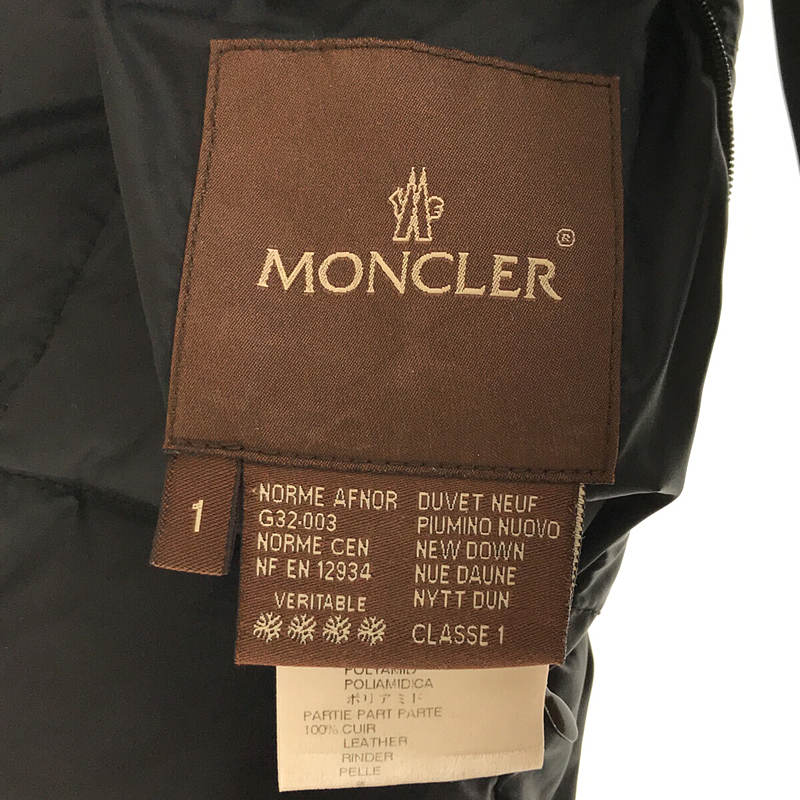 MONCLER®
1
NORME AFNOR
G32-003
NORME CEN
NF EN 12934
VERITABLE
DUVET NEUF
PIUMINO NUOVO
NEW DOWN
NUE DAUNE
NYTT DUN
CLASSE 1
POLYAMID
POLIAMIDICA
ポリアミド
PARTIE PART PARTE
100% CUIR
LEATHER
RINDER
PELLE